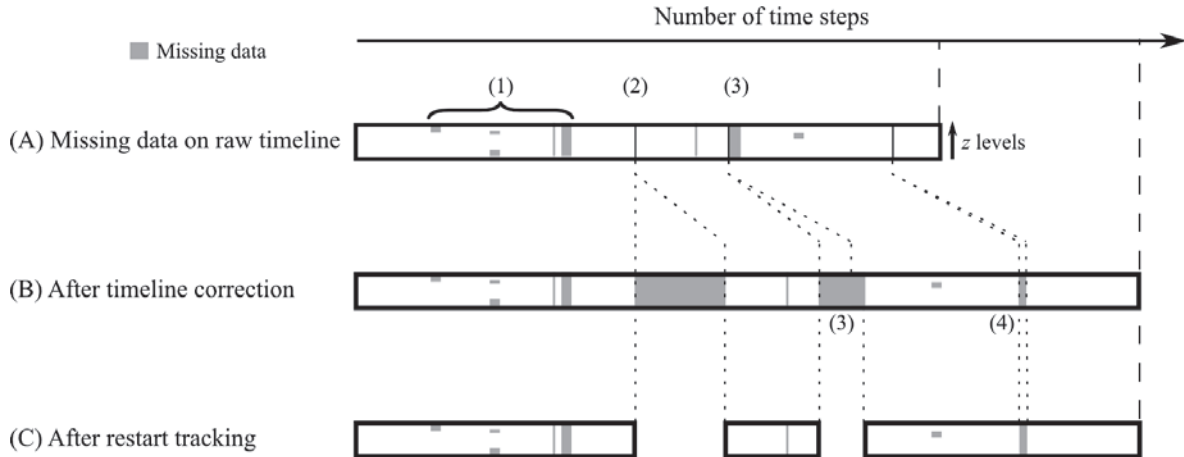 Number of time steps
Missing data
(1) (2) (3)
(A) Missing data on raw timeline
z levels
(B) After timeline correction
(3) (4)
(C) After restart tracking